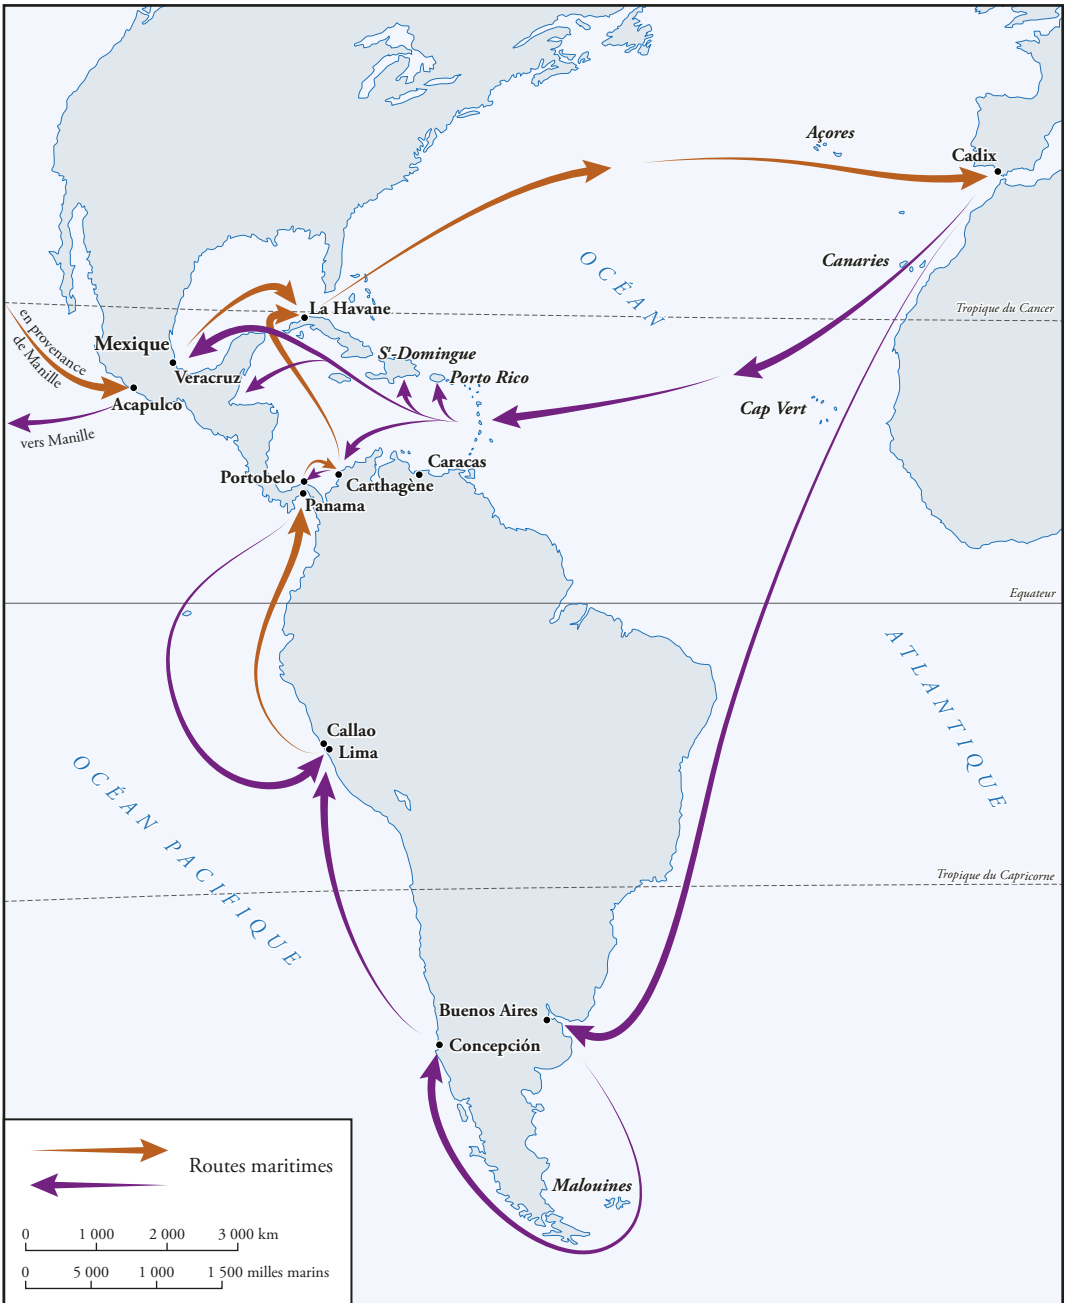 Açores
Cadix
OCÉAN
Canaries
Tropique du Cancer
La Havane
en provenance
de Manille
Mexique
St-Domingue
Porto Rico
Veracruz
Acapulco
Cap Vert
vers Manille
Caracas
Portobelo
Carthagène
Panama
Equateur
ATLANTIQUE
Callao
Lima
OCÉAN PACIFIQUE
Tropique du Capricorne
Buenos Aires
Concepción
Malouines
Routes maritimes
0 1 000 2 000 3 000 km
0 5 000 1 000 1 500 milles marins